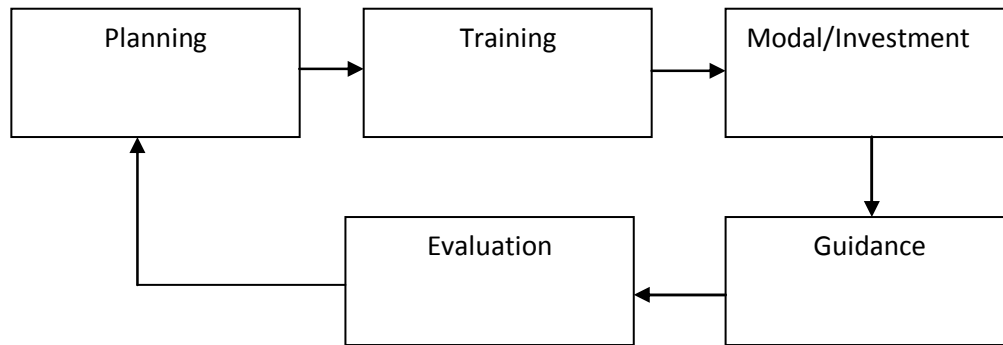 Planning
Training
Modal/Investment
Evaluation
Guidance